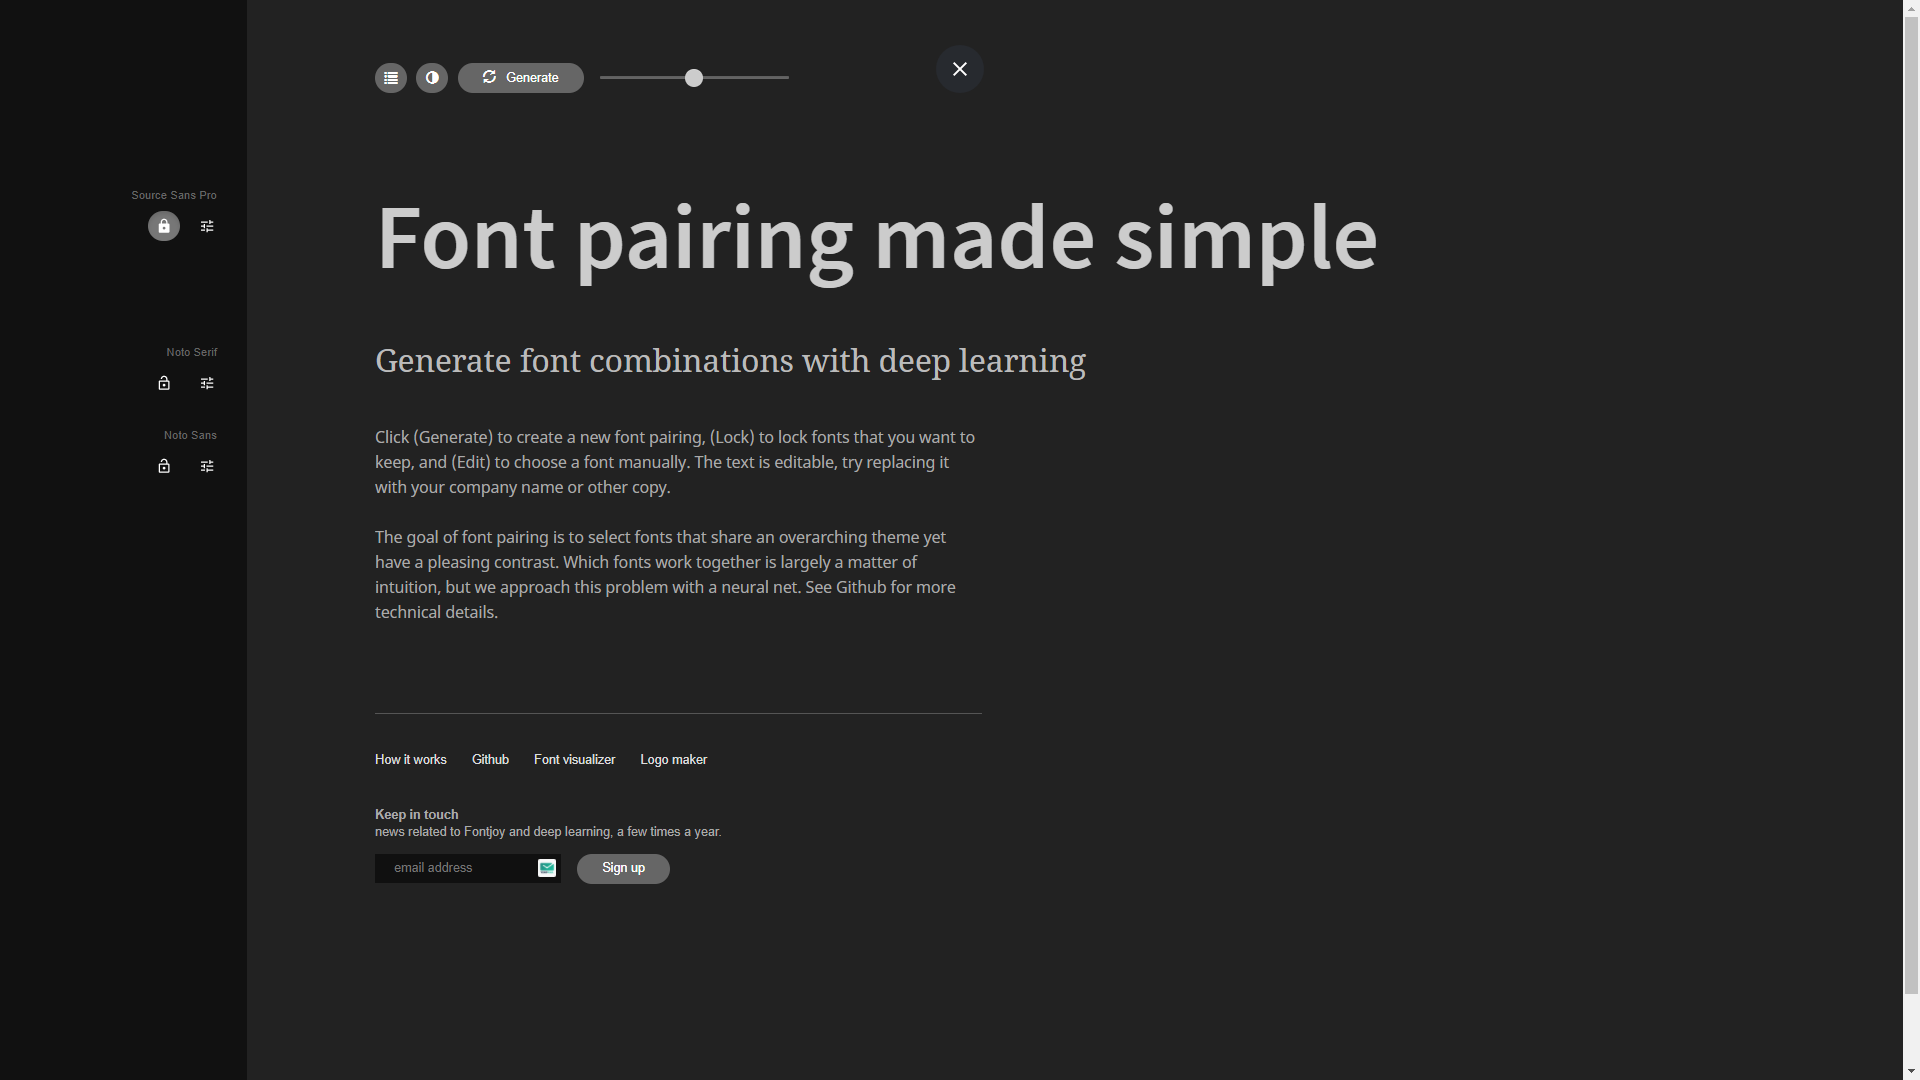 Generate
Source Sans Pro
Font pairing made simple
Noto Serif
Generate font combinations with deep learning
Noto Sans
Click (Generate) to create a new font pairing, (Lock) to lock fonts that you want to
keep, and (Edit) to choose a font manually. The text is editable, try replacing it
with your company name or other copy.
The goal of font pairing is to select fonts that share an overarching theme yet
have a pleasing contrast. Which fonts work together is largely a matter of
intuition, but we approach this problem with a neural net. See Github for more
technical details.
How it works Github Font visualizer Logo maker
Keep in touch
news related to Fontjoy and deep learning, a few times a year.
email address Sign up